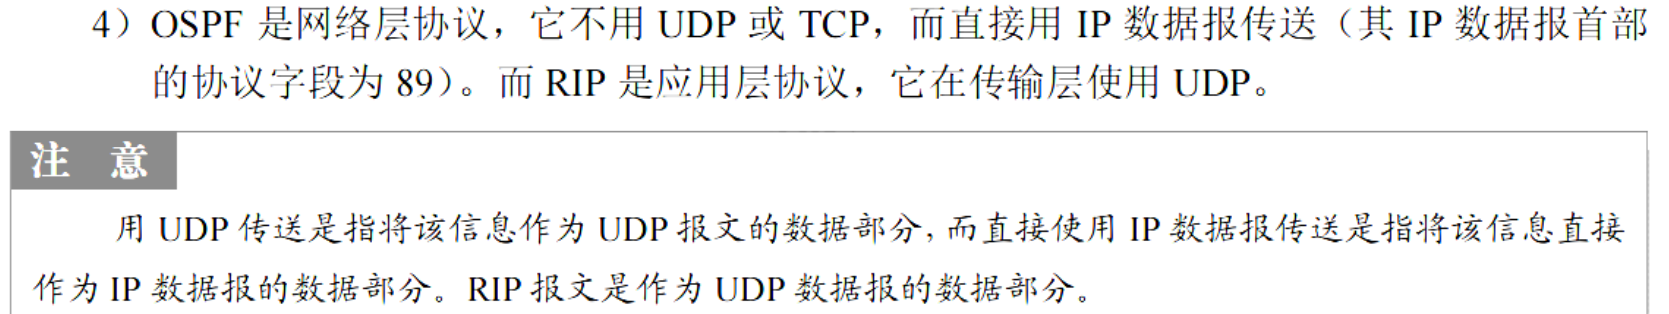 4）OSPF 是网络层协议，它不用 UDP 或 TCP，而直接用 IP 数据报传送（其 IP 数据报首部
的协议字段为 89）。而 RIP 是应用层协议，它在传输层使用 UDP。
注 意
用 UDP 传送是指将该信息作为 UDP 报文的数据部分，而直接使用 IP 数据报传送是指将该信息直接
作为 IP 数据报的数据部分。RIP 报文是作为 UDP 数据报的数据部分。